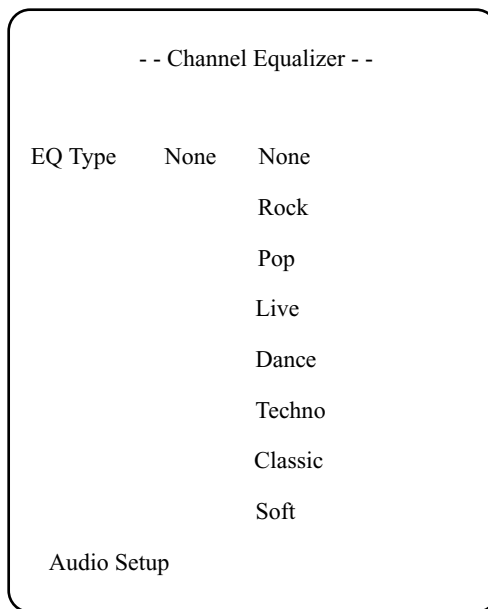 - - Channel Equalizer - -
EQ Type None None
Rock
Pop
Live
Dance
Techno
Classic
Soft
Audio Setup